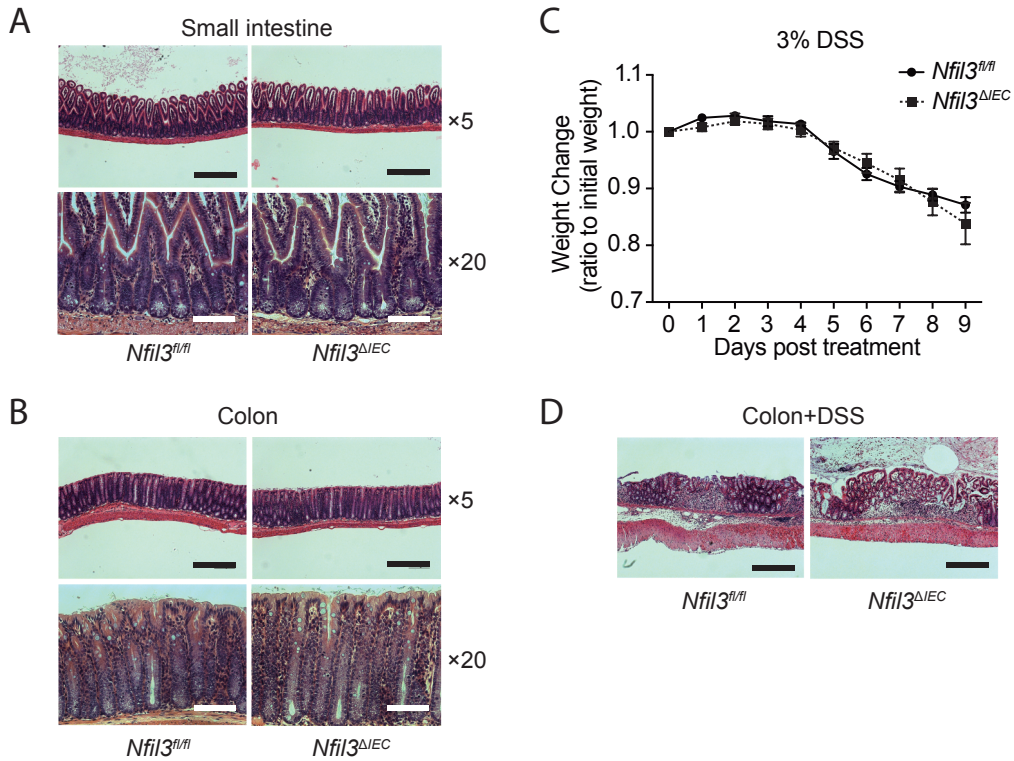 A
Small intestine
×5
×20
Nfil3fl/fl
Nfil3ΔIEC
B
Colon
×5
×20
Nfil3fl/fl
Nfil3ΔIEC
C
3% DSS
Nfil3fl/fl
Nfil3ΔIEC
Weight Change
(ratio to initial weight)
1.1
1.0
0.9
0.8
0.7
0 1 2 3 4 5 6 7 8 9
Days post treatment
D
Colon+DSS
Nfil3fl/fl
Nfil3ΔIEC